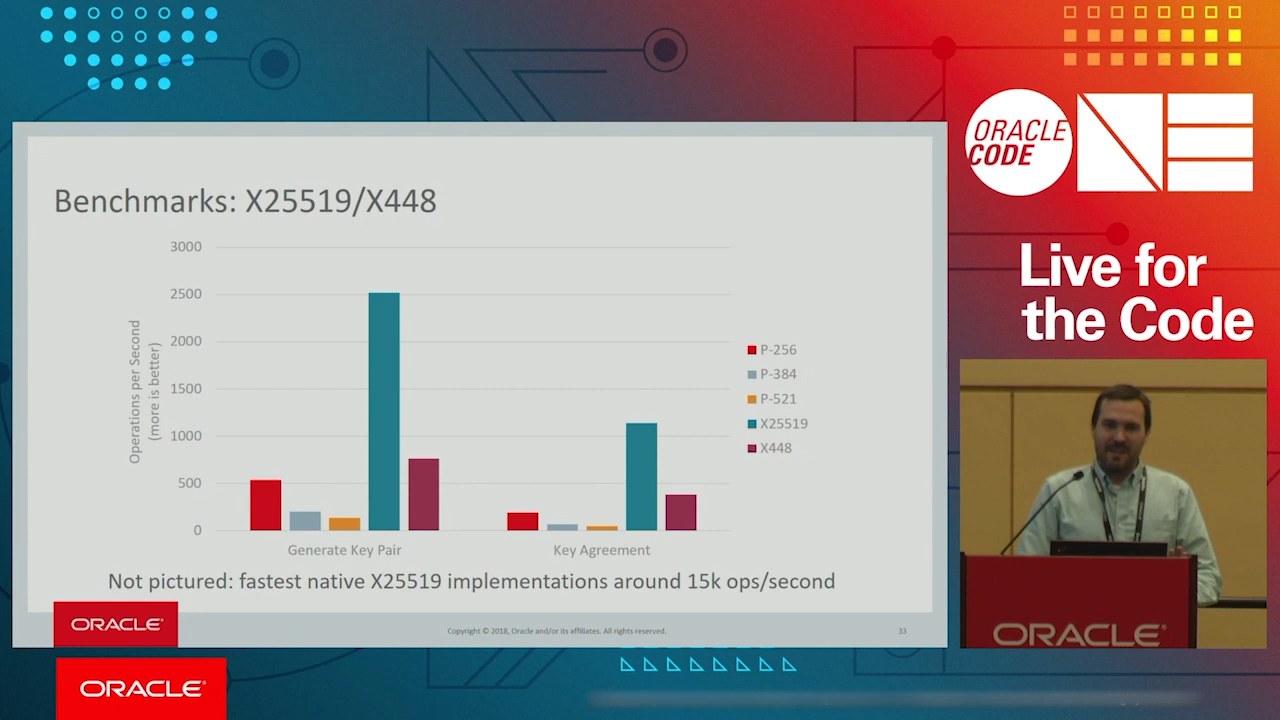 ORACLE
CODE
ONE
Live for
the Code
Benchmarks: X25519/X448
Operations per Second
(more is better)
3000
2500
2000
1500
1000
500
0
P-256
P-384
P-521
X25519
X448
Generate Key Pair
Key Agreement
Not pictured: fastest native X25519 implementations around 15k ops/second
ORACLE®
Copyright © 2018, Oracle and/or its affiliates. All rights reserved.
33
ORACLE®
ORACLE®